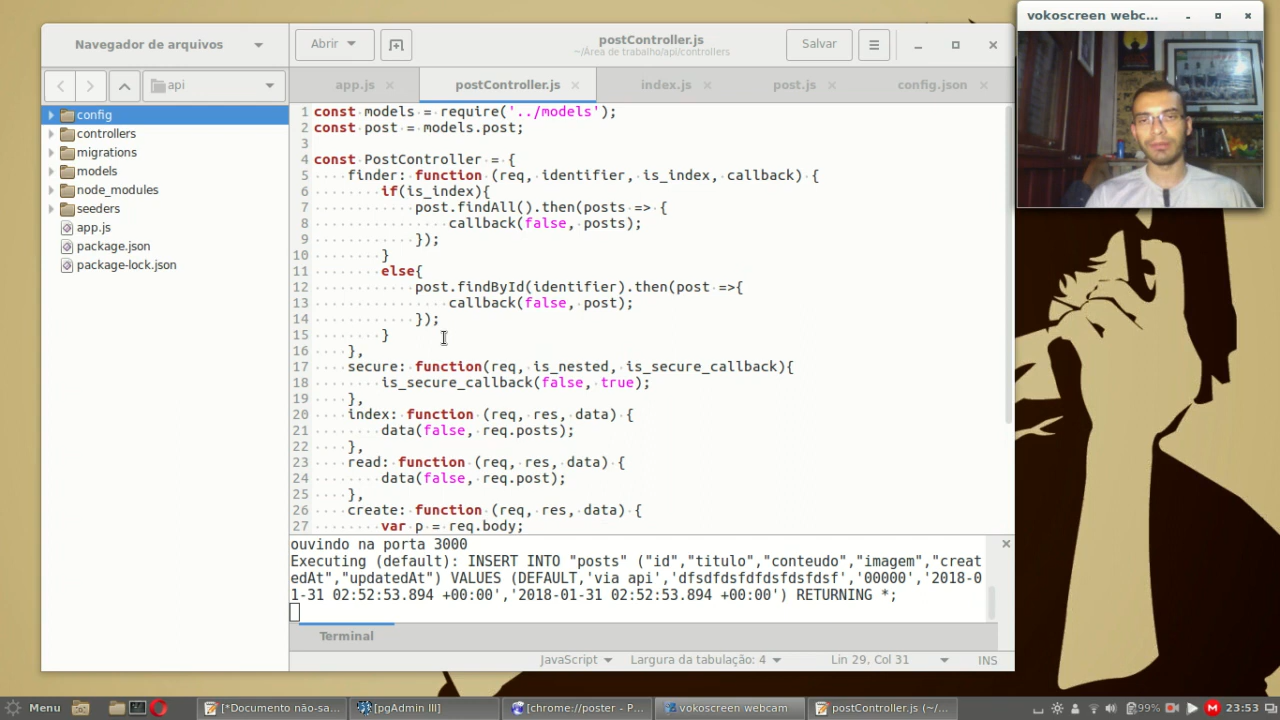 vokoscreen webc...
Navegador de arquivos
Abrir
postController.js
~/Área de trabalho/api/controllers
Salvar
api
app.js
postController.js
index.js
post.js
config.json
config
controllers
migrations
models
node_modules
seeders
app.js
package.json
package-lock.json
1 const models = require('../models');
2 const post = models.post;
3
4 const PostController = {
5 finder: function (req, identifier, is_index, callback) {
6 if(is_index){
7 post.findAll().then(posts => {
8 callback(false, posts);
9 });
10 }
11 else{
12 post.findById(identifier).then(post =>{
13 callback(false, post);
14 });
15 }
16 },
17 secure: function(req, is_nested, is_secure_callback){
18 is_secure_callback(false, true);
19 },
20 index: function (req, res, data) {
21 data(false, req.posts);
22 },
23 read: function (req, res, data) {
24 data(false, req.post);
25 },
26 create: function (req, res, data) {
27 var p = req.body;
ouvindo na porta 3000
Executing (default): INSERT INTO "posts" ("id","titulo","conteudo","imagem","creat
edAt","updatedAt") VALUES (DEFAULT,'via api','dfsdfdsfdfdsfdsfdsf','00000','2018-0
1-31 02:52:53.894 +00:00','2018-01-31 02:52:53.894 +00:00') RETURNING *;
Terminal
JavaScript
Largura da tabulação: 4
Lin 29, Col 31
INS
Menu
[*Documento não-sa...
[pgAdmin III]
[chrome://poster - P...
vokoscreen webcam
postController.js (~/...
99%
23:53